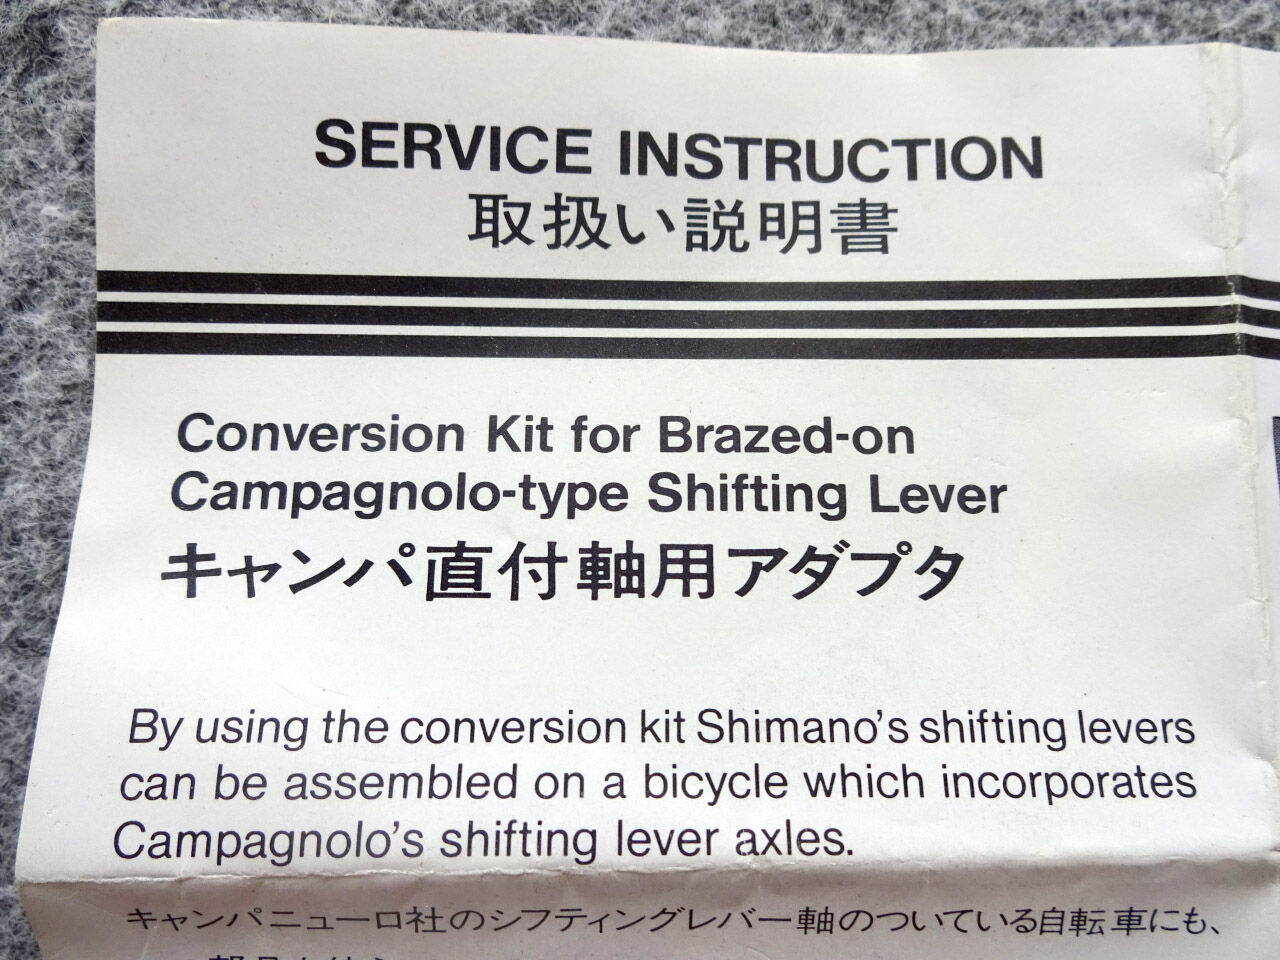 SERVICE INSTRUCTION
取扱い説明書
Conversion Kit for Brazed-on
Campagnolo-type Shifting Lever
キャンパ直付軸用アダプタ
By using the conversion kit Shimano's shifting levers
can be assembled on a bicycle which incorporates
Campagnolo's shifting lever axles.
キャンパニューロ社のシフティングレバー軸のついている自転車にも、